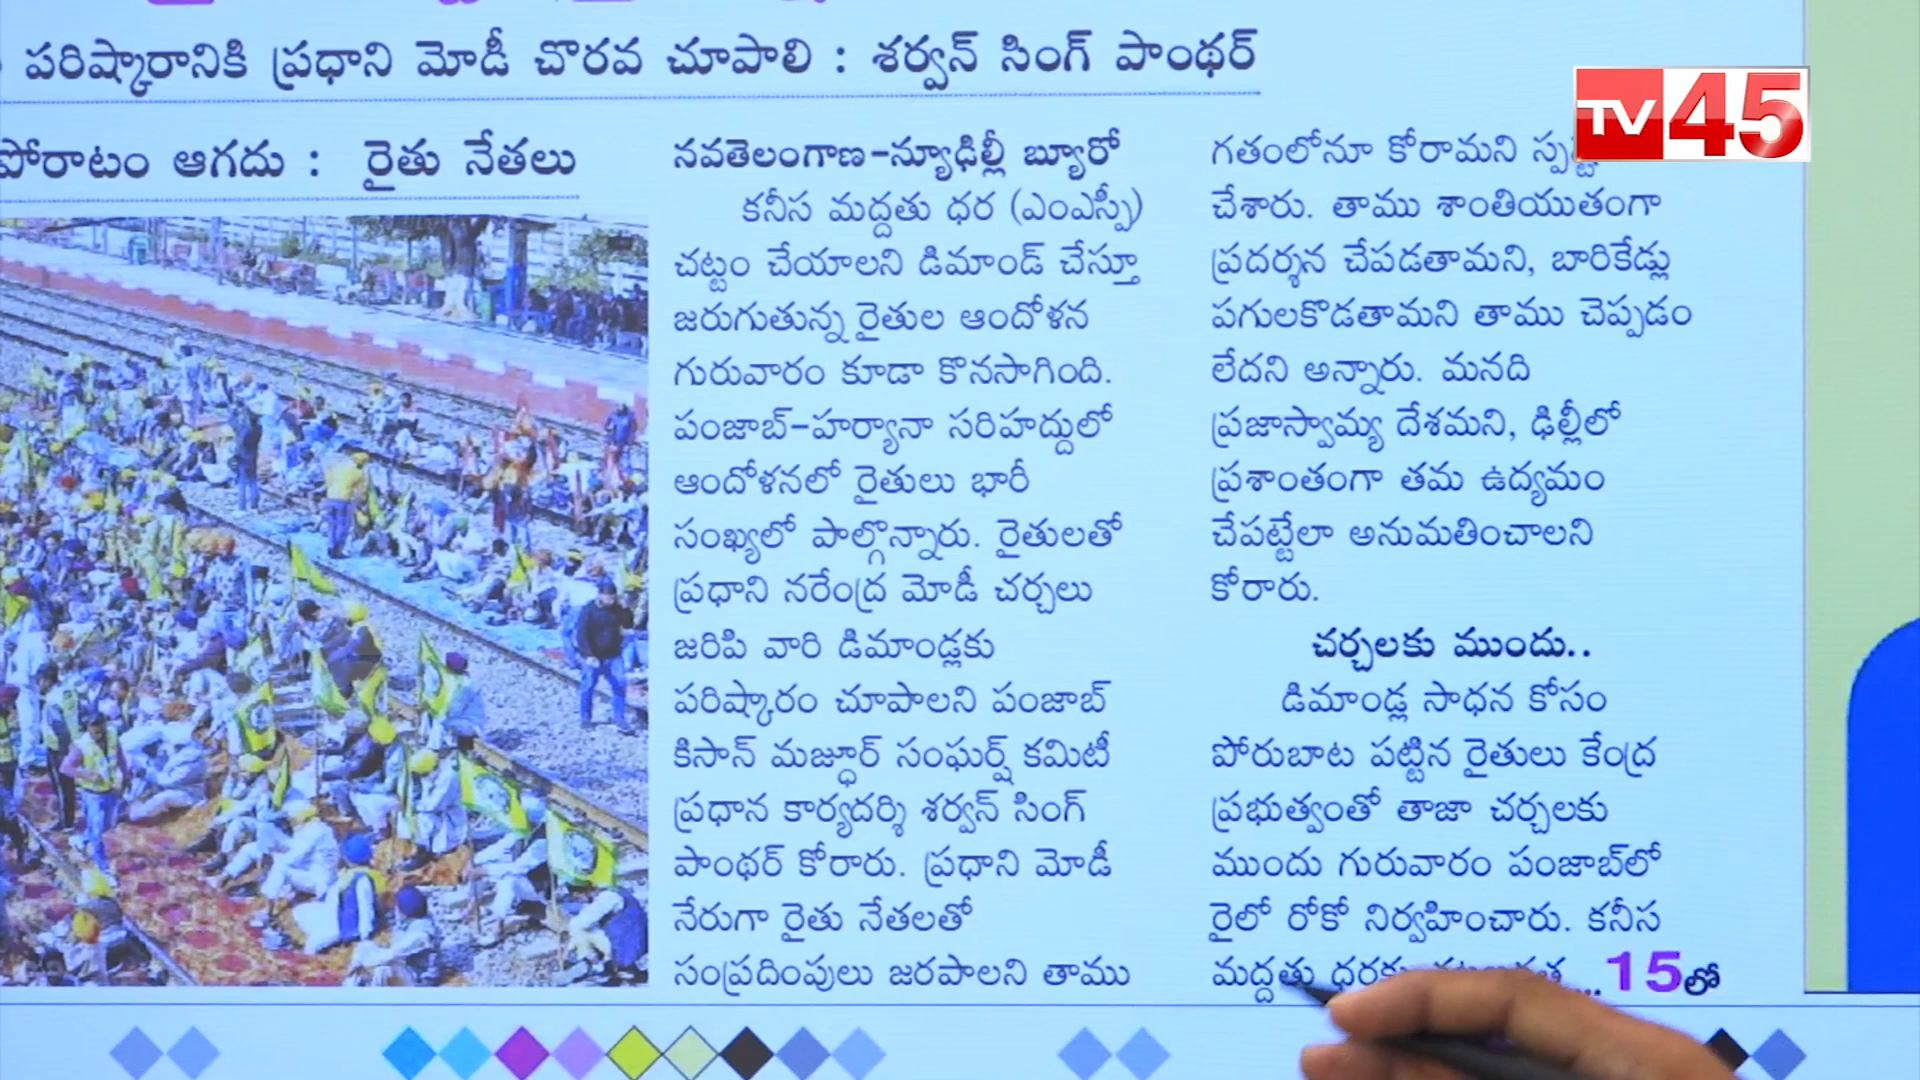 పరిష్కారానికి ప్రధాని మోడీ చొరవ చూపాలి : శర్వన్ సింగ్ పాంథర్
TV 45
పోరాటం ఆగదు : రైతు నేతలు
నవతెలంగాణ-న్యూఢిల్లీ బ్యూరో
కనీస మద్దతు ధర (ఎంఎస్పీ)
చట్టం చేయాలని డిమాండ్ చేస్తూ
జరుగుతున్న రైతుల ఆందోళన
గురువారం కూడా కొనసాగింది.
పంజాబ్-హర్యానా సరిహద్దులో
ఆందోళనలో రైతులు భారీ
సంఖ్యలో పాల్గొన్నారు. రైతులతో
ప్రధాని నరేంద్ర మోడీ చర్చలు
జరిపి వారి డిమాండ్లకు
పరిష్కారం చూపాలని పంజాబ్
కిసాన్ మజ్దూర్ సంఘర్ష్ కమిటీ
ప్రధాన కార్యదర్శి శర్వన్ సింగ్
పాంథర్ కోరారు. ప్రధాని మోడీ
నేరుగా రైతు నేతలతో
సంప్రదింపులు జరపాలని తాము
గతంలోనూ కోరామని
చేశారు. తాము శాంతియుతంగా
ప్రదర్శన చేపడతామని, బారికేడ్లు
పగులకొడతామని తాము చెప్పడం
లేదని అన్నారు. మనది
ప్రజాస్వామ్య దేశమని, ఢిల్లీలో
ప్రశాంతంగా తమ ఉద్యమం
చేపట్టేలా అనుమతించాలని
కోరారు.
చర్చలకు ముందు..
డిమాండ్ల సాధన కోసం
పోరుబాట పట్టిన రైతులు కేంద్ర
ప్రభుత్వంతో తాజా చర్చలకు
ముందు గురువారం పంజాబ్‌లో
రైలో రోకో నిర్వహించారు. కనీస
మద్దతు ...15లో